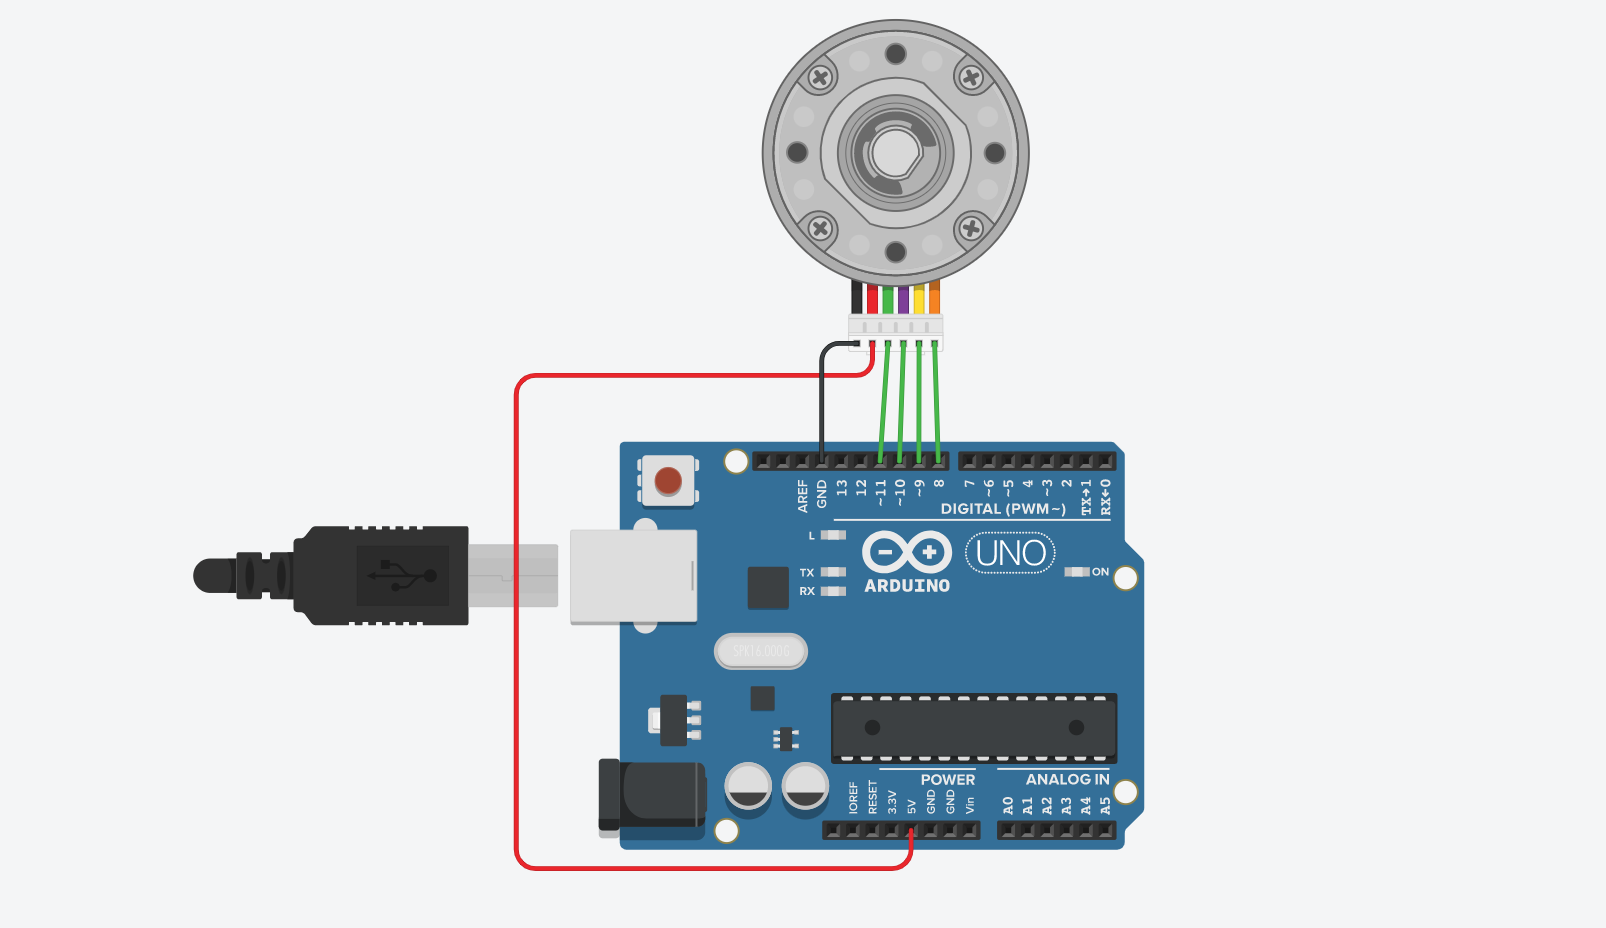 AREF
GND
13
12
~11
~10
~9
8
7
~6
~5
4
~3
2
TX→1
RX←0
DIGITAL (PWM~)
L
TX
RX
ARDUINO
UNO
ON
SPK16.000G
POWER
ANALOG IN
IOREF
RESET
3.3V
5V
GND
GND
Vin
A0
A1
A2
A3
A4
A5